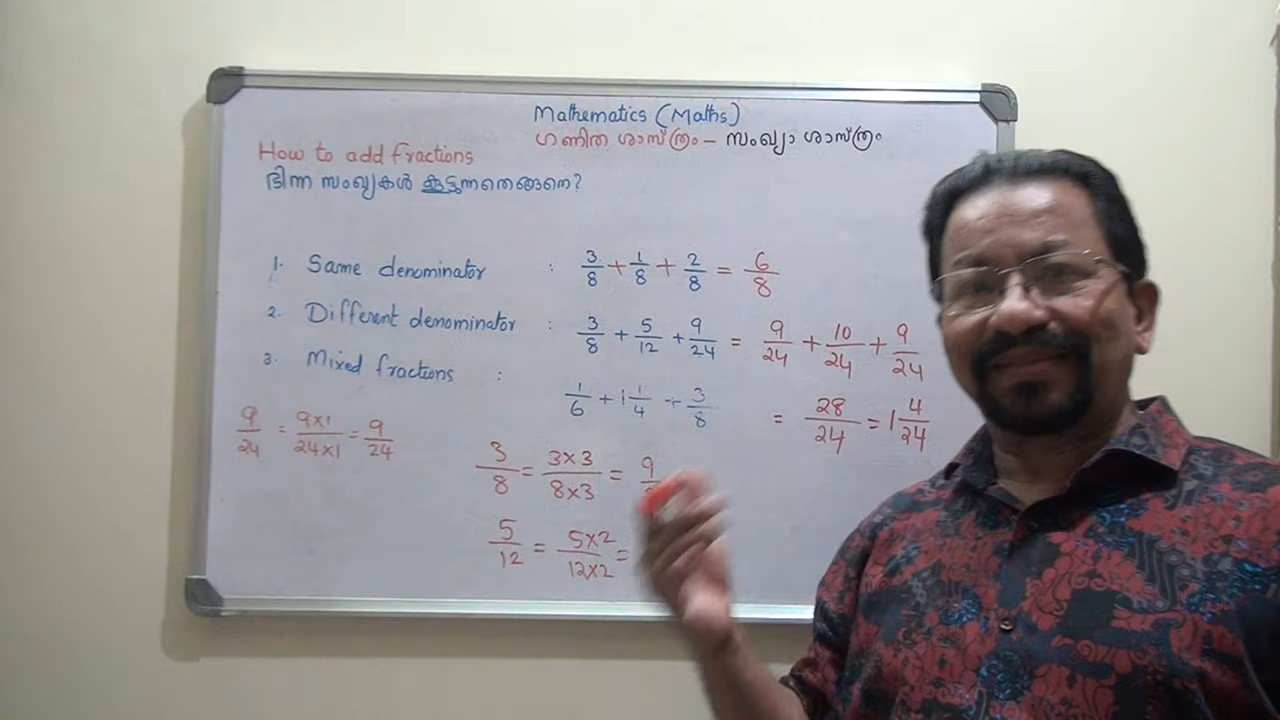 Mathematics (Maths)
ഗണിത ശാസ്ത്രം – സംഖ്യാ ശാസ്ത്രം
How to add fractions
ഭിന്ന സംഖ്യകൾ കൂട്ടുന്നതെങ്ങനെ?
1. Same denominator : 3/8 + 1/8 + 2/8 = 6/8
2. Different denominator : 3/8 + 5/12 + 9/24 = 9/24 + 10/24 + 9/24
= 28/24 = 1 4/24
3. Mixed fractions : 1/6 + 1 1/4 + 3/8
9/24 = 9x1/24x1 = 9/24
3/8 = 3x3/8x3 = 9
5/12 = 5x2/12x2 =